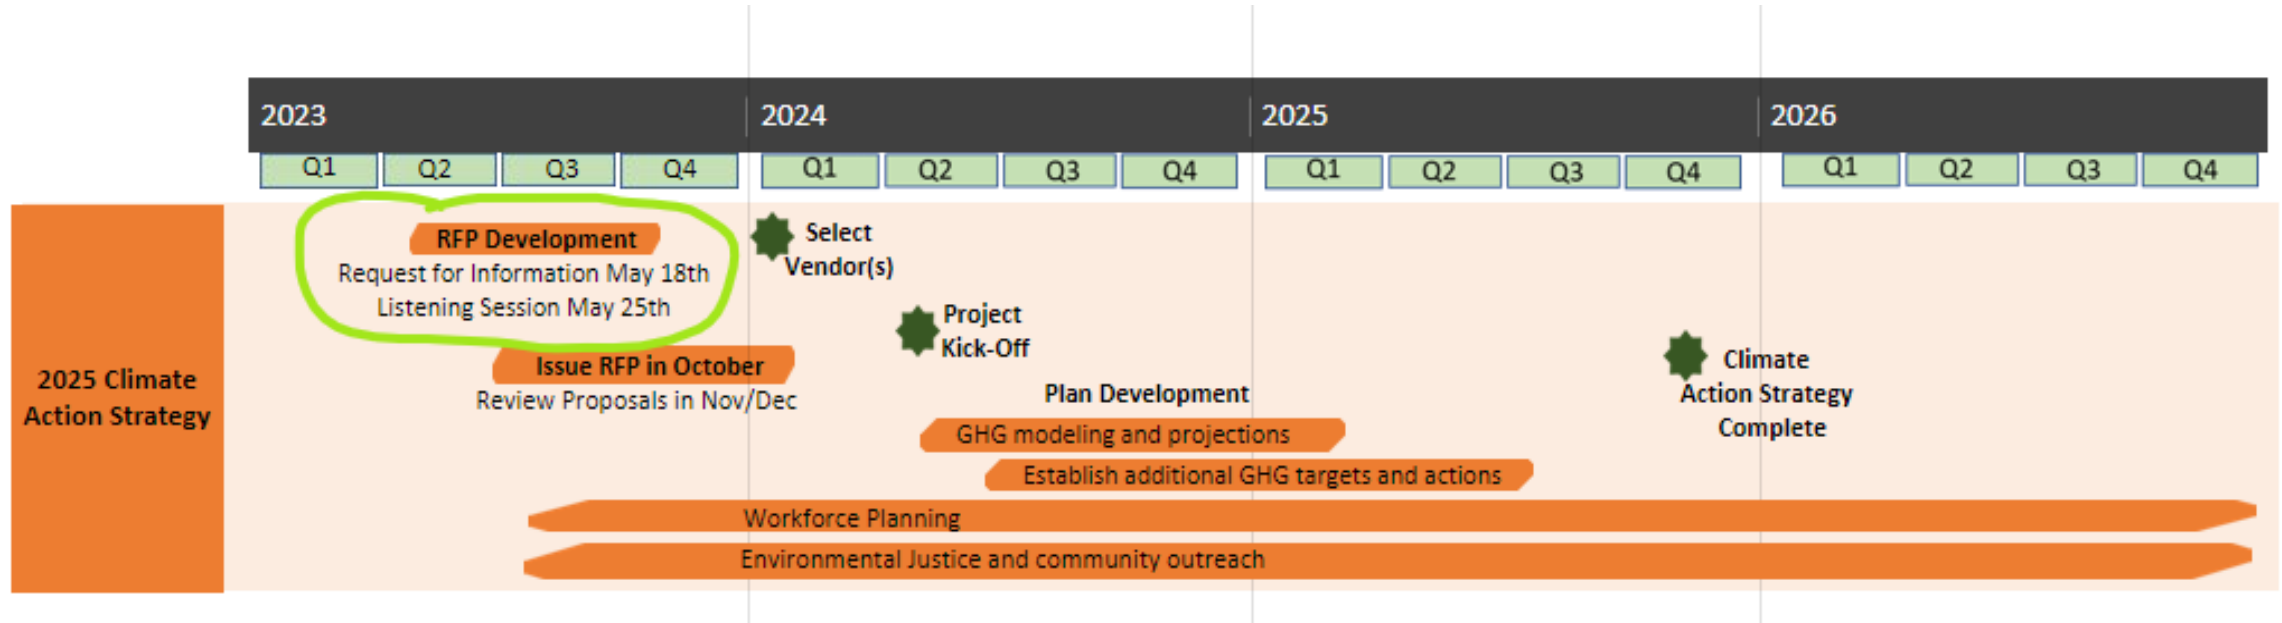 2023 2024 2025 2026
Q1 Q2 Q3 Q4 Q1 Q2 Q3 Q4 Q1 Q2 Q3 Q4 Q1 Q2 Q3 Q4
2025 Climate
Action Strategy
RFP Development
Request for Information May 18th
Listening Session May 25th
Select
Vendor(s)
Project
Kick-Off
Issue RFP in October
Review Proposals in Nov/Dec
Climate
Action Strategy
Complete
Plan Development
GHG modeling and projections
Establish additional GHG targets and actions
Workforce Planning
Environmental Justice and community outreach